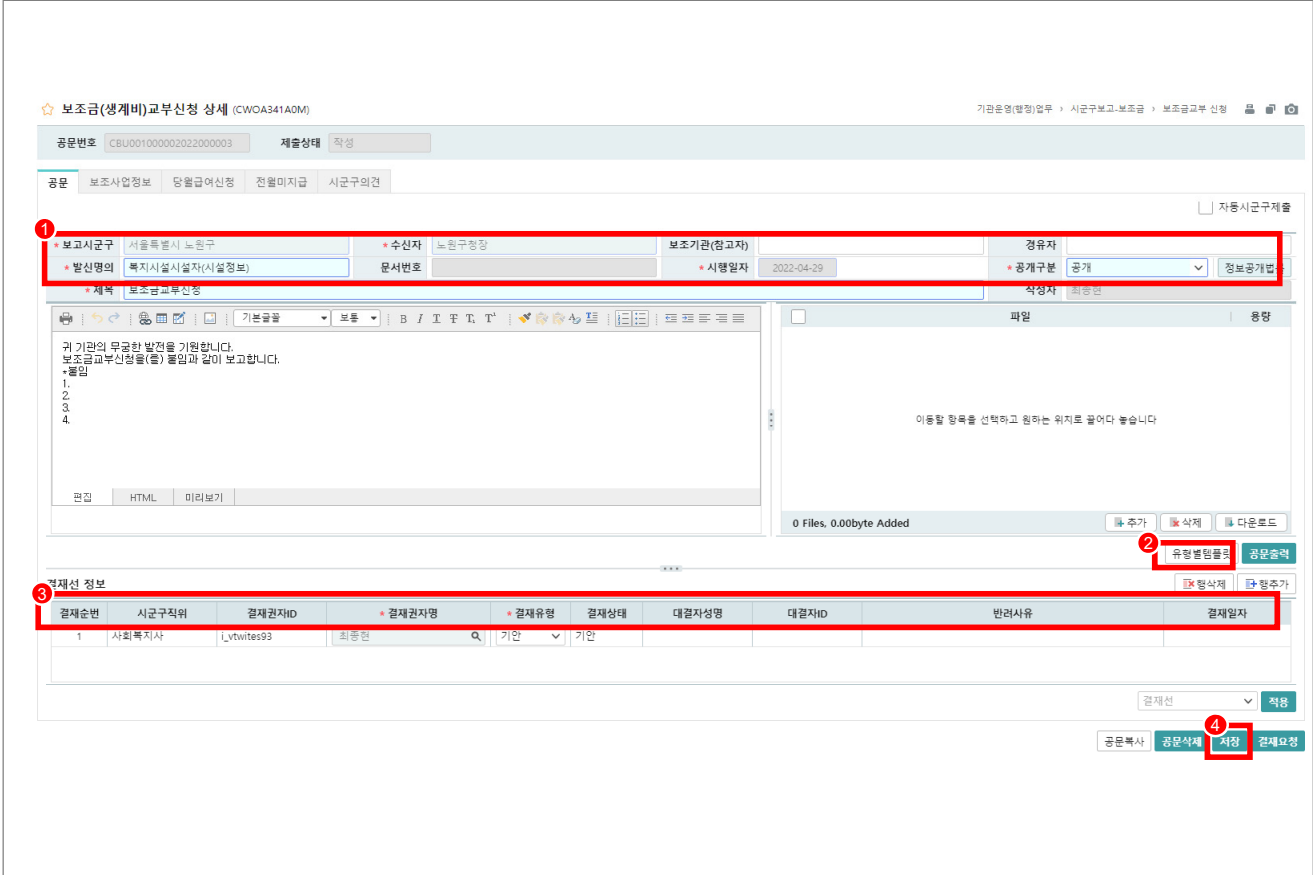 보조금(생계비)교부신청 상세 (CWOA341A0M)
기관운영(행정)업무 › 시군구보고-보조금 › 보조금교부 신청
공문번호 CBU001000002022000003 제출상태 작성
공문 보조사업정보 당월급여신청 전월미지급 시군구의견
자동시군구제출
1
* 보고시군구 서울특별시 노원구 * 수신자 노원구청장 보조기관(참고자) 경유자
* 발신명의 복지시설시설자(시설정보) 문서번호 * 시행일자 2022-04-29 * 공개구분 공개 정보공개법
* 제목 보조금교부신청 작성자 최종현
기본글꼴 보통
파일 용량
귀 기관의 무궁한 발전을 기원합니다.
보조금교부신청을(를) 붙임과 같이 보고합니다.
*붙임
1.
2.
3.
4.
이동할 항목을 선택하고 원하는 위치로 끌어다 놓습니다
편집 HTML 미리보기
0 Files, 0.00byte Added 추가 삭제 다운로드
2
유형별템플릿 공문출력
결재선 정보 행삭제 행추가
3
결재순번 시군구직위 결재권자ID * 결재권자명 * 결재유형 결재상태 대결자성명 대결자ID 반려사유 결재일자
1 사회복지사 i_vtwites93 최종현 기안 기안
결재선 적용
4
공문복사 공문삭제 저장 결재요청